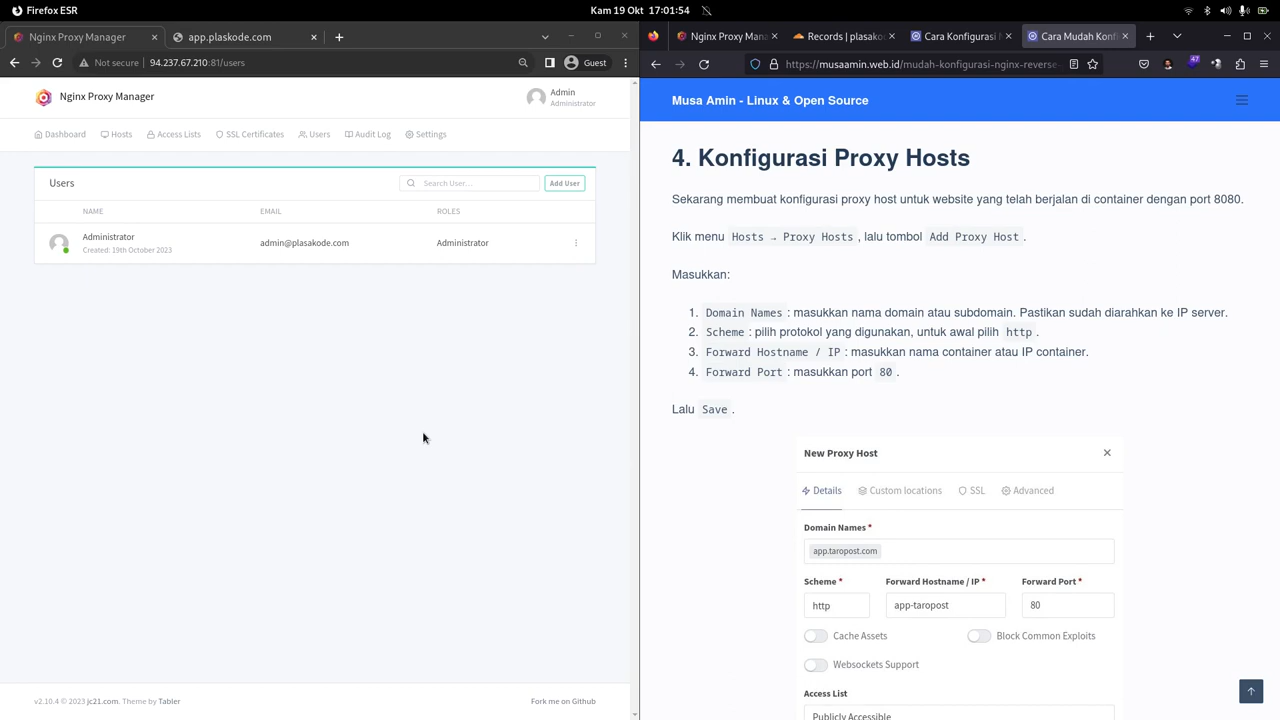 Firefox ESR
Kam 19 Okt 17:01:54
Nginx Proxy Manager
app.plaskode.com
Not secure
94.237.67.210:81/users
Guest
Nginx Proxy Manager
Admin
Administrator
Dashboard
Hosts
Access Lists
SSL Certificates
Users
Audit Log
Settings
Users
Search User…
Add User
NAME
EMAIL
ROLES
Administrator
Created: 19th October 2023
admin@plasakode.com
Administrator
v2.10.4 © 2023 jc21.com. Theme by Tabler
Fork me on Github
Nginx Proxy Man
Records | plasako
Cara Konfigurasi N
Cara Mudah Konfi
https://musaamin.web.id/mudah-konfigurasi-nginx-reverse-
47
Musa Amin - Linux & Open Source
4. Konfigurasi Proxy Hosts
Sekarang membuat konfigurasi proxy host untuk website yang telah berjalan di container dengan port 8080.
Klik menu Hosts → Proxy Hosts, lalu tombol Add Proxy Host.
Masukkan:
1. Domain Names : masukkan nama domain atau subdomain. Pastikan sudah diarahkan ke IP server.
2. Scheme : pilih protokol yang digunakan, untuk awal pilih http.
3. Forward Hostname / IP : masukkan nama container atau IP container.
4. Forward Port : masukkan port 80.
Lalu Save.
New Proxy Host
Details
Custom locations
SSL
Advanced
Domain Names *
app.taropost.com
Scheme *
Forward Hostname / IP *
Forward Port *
http
app-taropost
80
Cache Assets
Block Common Exploits
Websockets Support
Access List
Publicly Accessible